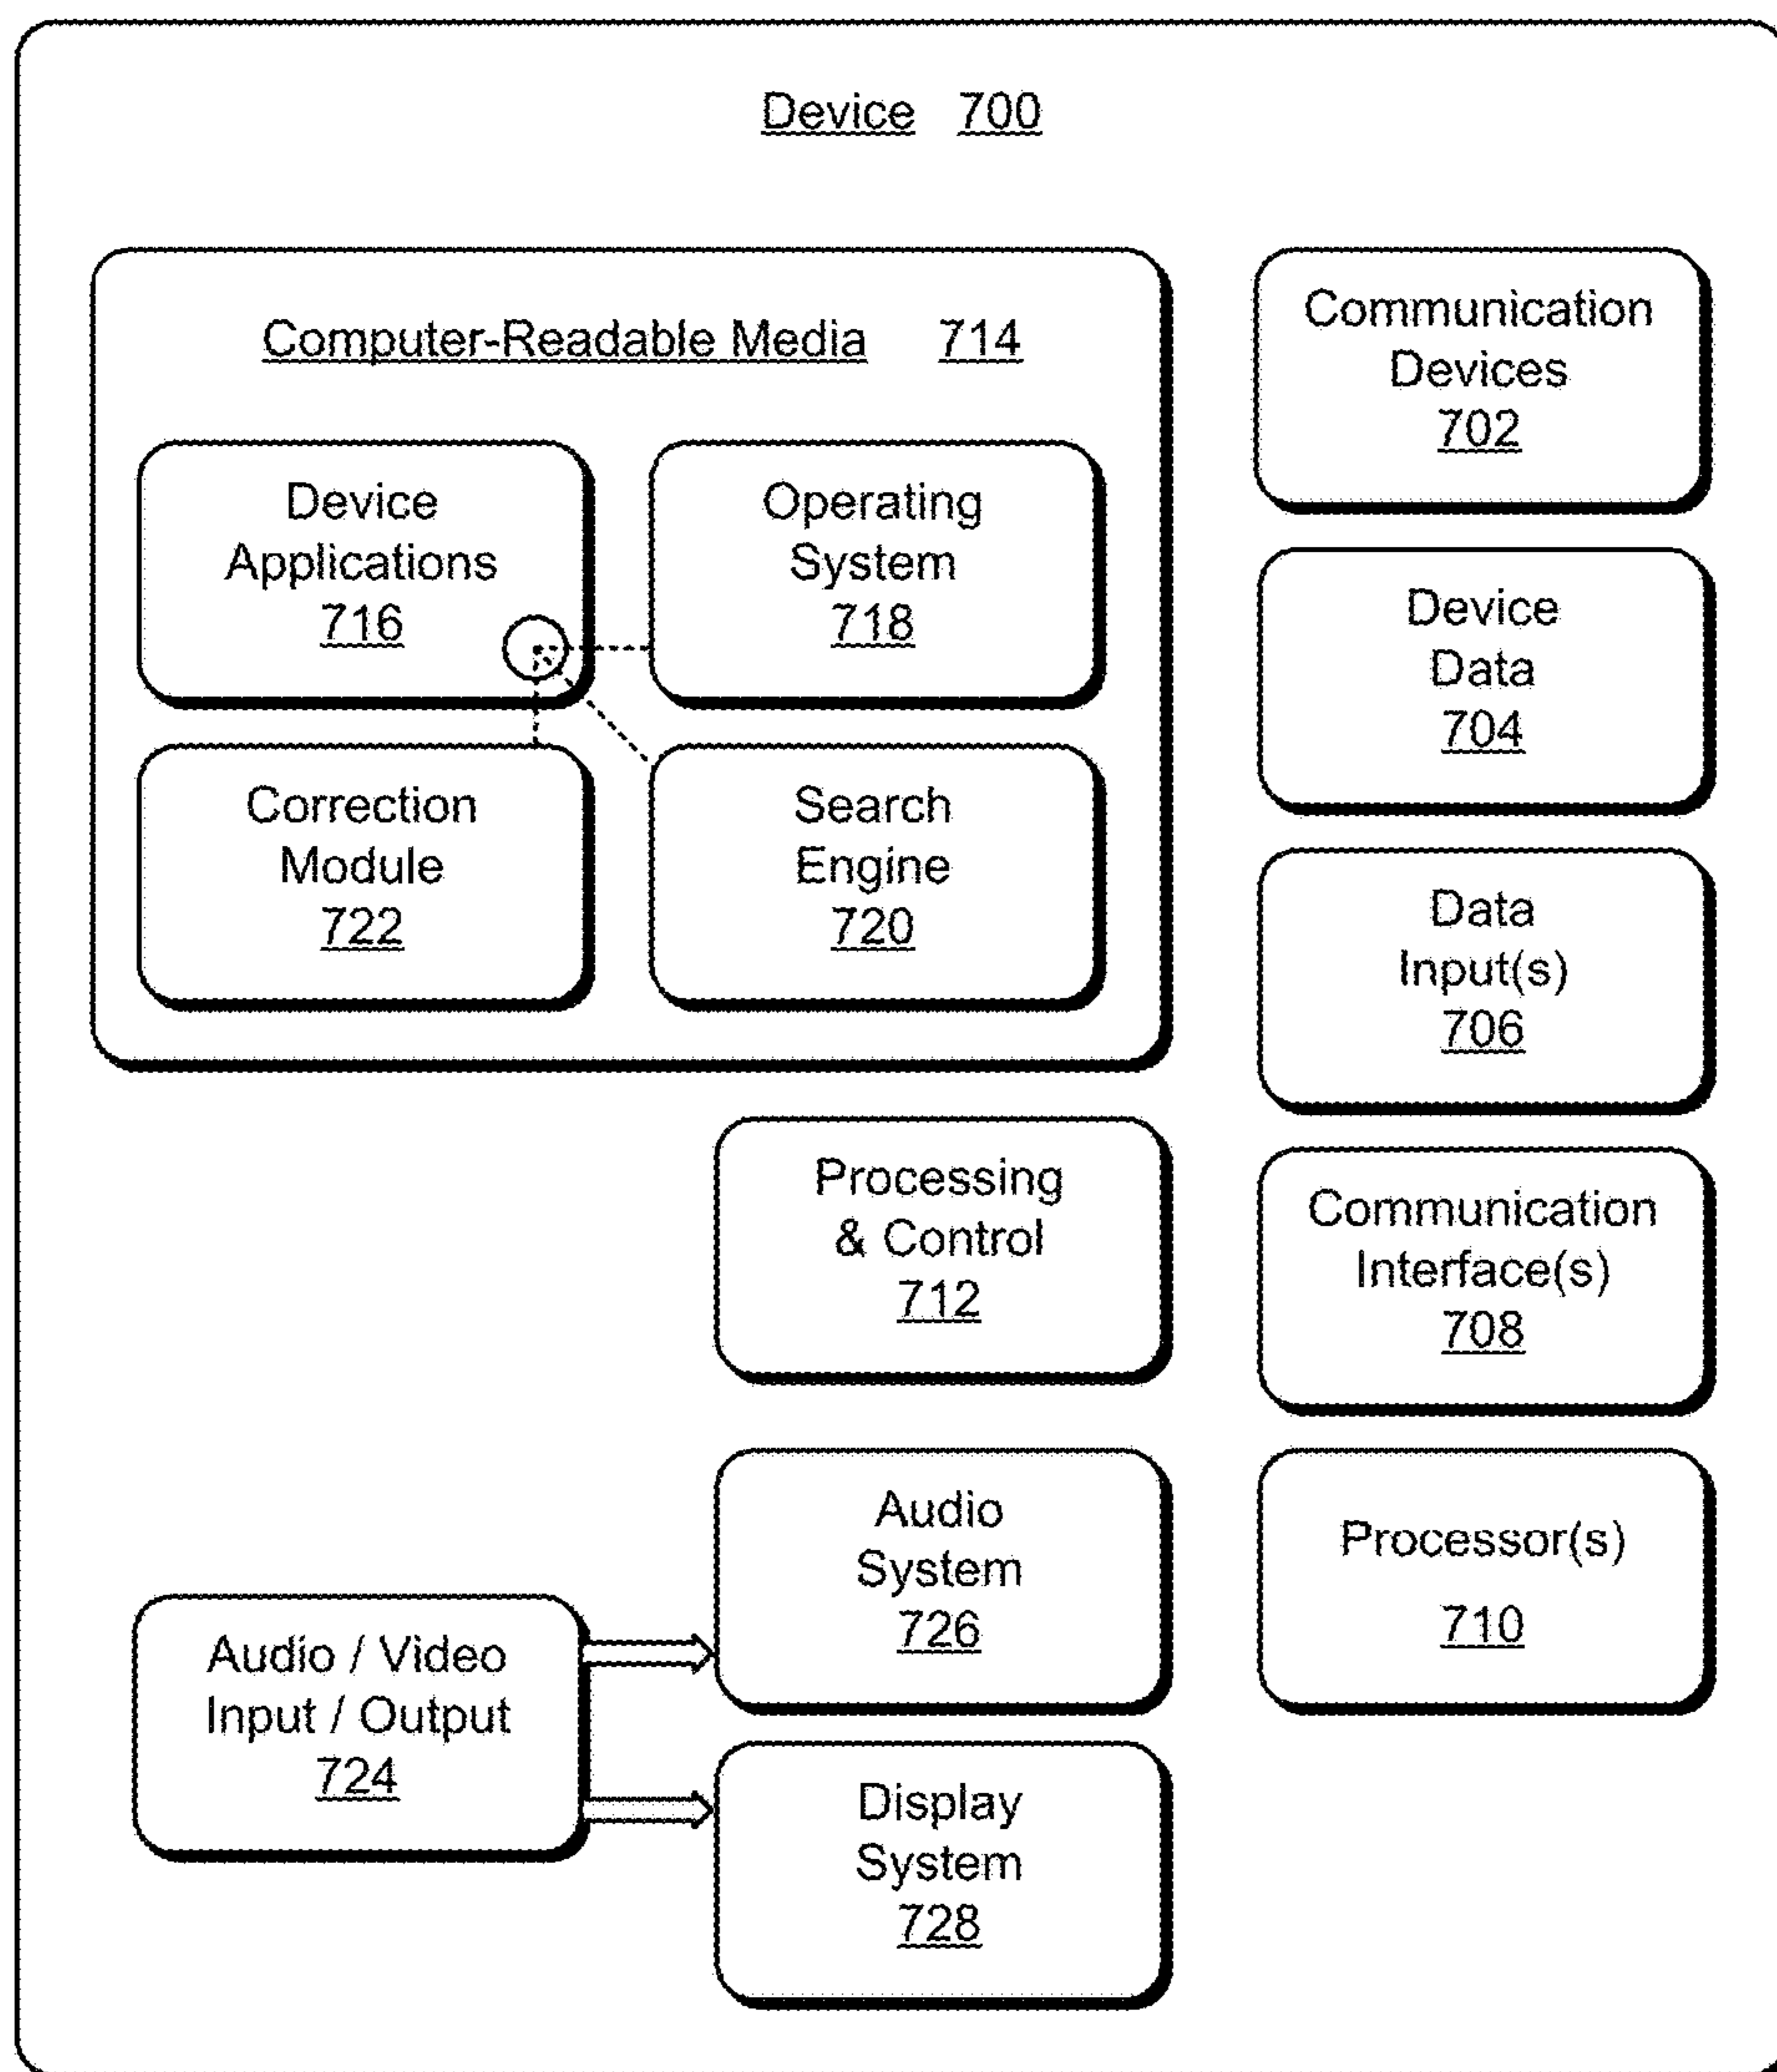 Device 700
Computer-Readable Media 714
Device
Applications
716
Operating
System
718
Correction
Module
722
Search
Engine
720
Communication
Devices
702
Device
Data
704
Data
Input(s)
706
Communication
Interface(s)
708
Processor(s)
710
Processing
& Control
712
Audio / Video
Input / Output
724
Audio
System
726
Display
System
728